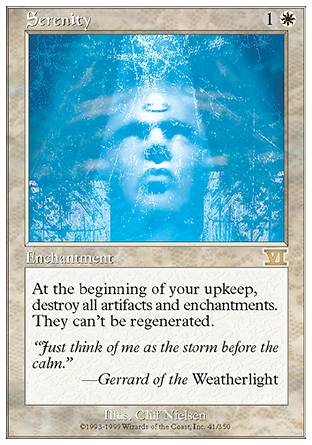 Serenity 1
Enchantment VI
At the beginning of your upkeep,
destroy all artifacts and enchantments.
They can't be regenerated.
"Just think of me as the storm before the
calm."
—Gerrard of the Weatherlight
Illus. Cliff Nielsen
©1993-1999 Wizards of the Coast, Inc. 41/350